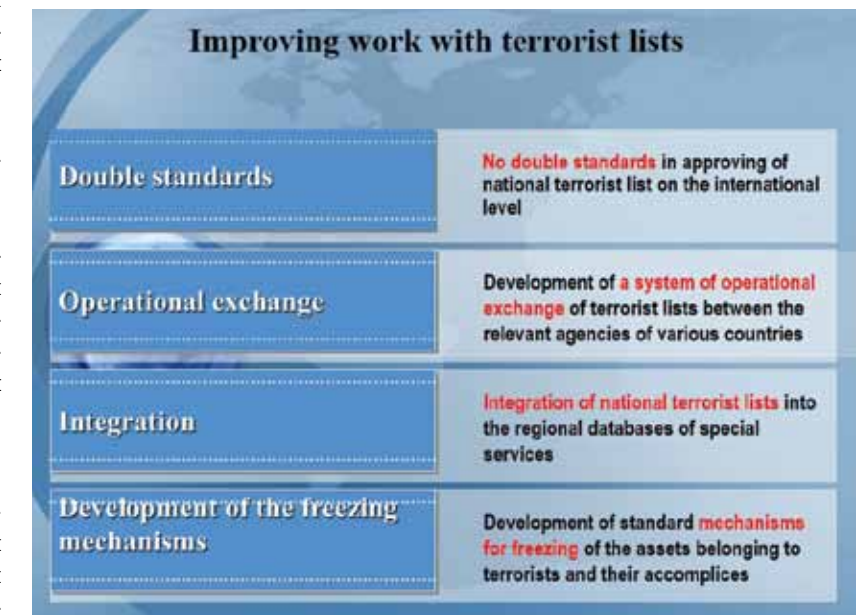 Improving work with terrorist lists
Double standards
No double standards in approving of
national terrorist list on the international
level
Operational exchange
Development of a system of operational
exchange of terrorist lists between the
relevant agencies of various countries
Integration
Integration of national terrorist lists into
the regional databases of special
services
Development of the freezing
mechanisms
Development of standard mechanisms
for freezing of the assets belonging to
terrorists and their accomplices